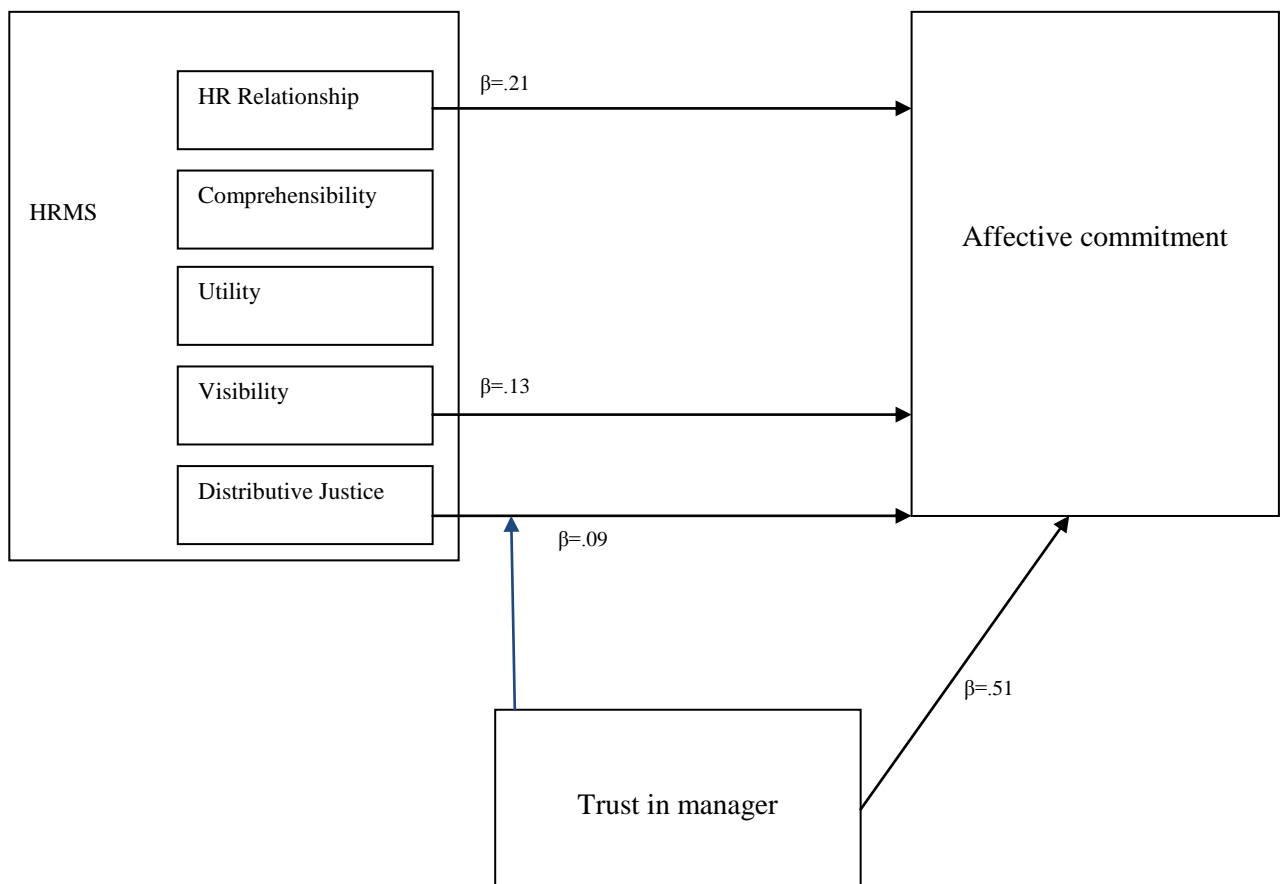 HR Relationship
β=.21
Comprehensibility
HRMS
Affective commitment
Utility
Visibility
β=.13
Distributive Justice
β=.09
β=.51
Trust in manager